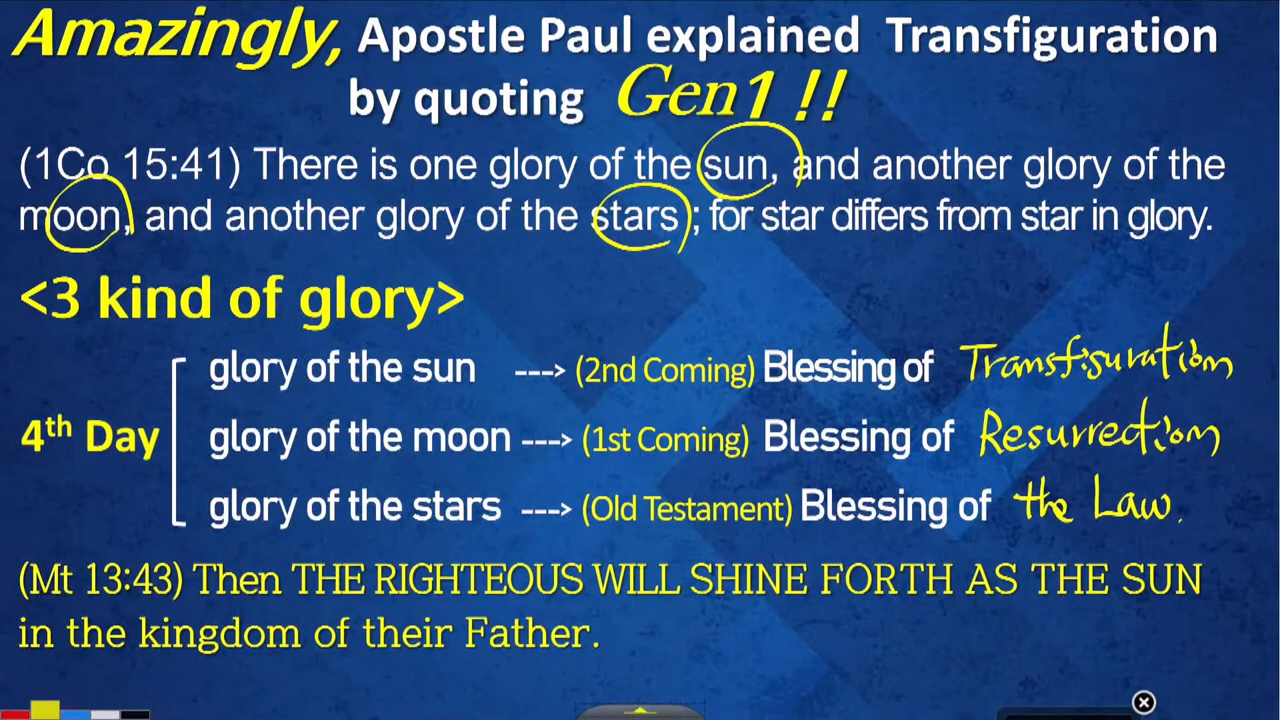 Amazingly, Apostle Paul explained Transfiguration
by quoting Gen 1 !!
(1Co 15:41) There is one glory of the sun, and another glory of the
moon, and another glory of the stars ; for star differs from star in glory.
<3 kind of glory>
glory of the sun ---> (2nd Coming) Blessing of Transfiguration
4th Day glory of the moon ---> (1st Coming) Blessing of Resurrection
glory of the stars ---> (Old Testament) Blessing of the Law.
(Mt 13:43) Then THE RIGHTEOUS WILL SHINE FORTH AS THE SUN
in the kingdom of their Father.